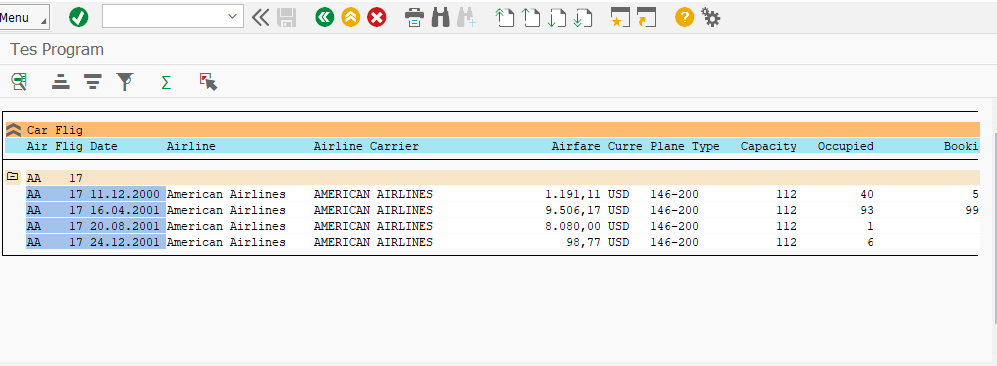 Menu
Tes Program
Car Flig
Air Flig Date Airline Airline Carrier Airfare Curre Plane Type Capacity Occupied Booki
AA 17
AA 17 11.12.2000 American Airlines AMERICAN AIRLINES 1.191,11 USD 146-200 112 40 5
AA 17 16.04.2001 American Airlines AMERICAN AIRLINES 9.506,17 USD 146-200 112 93 99
AA 17 20.08.2001 American Airlines AMERICAN AIRLINES 8.080,00 USD 146-200 112 1
AA 17 24.12.2001 American Airlines AMERICAN AIRLINES 98,77 USD 146-200 112 6